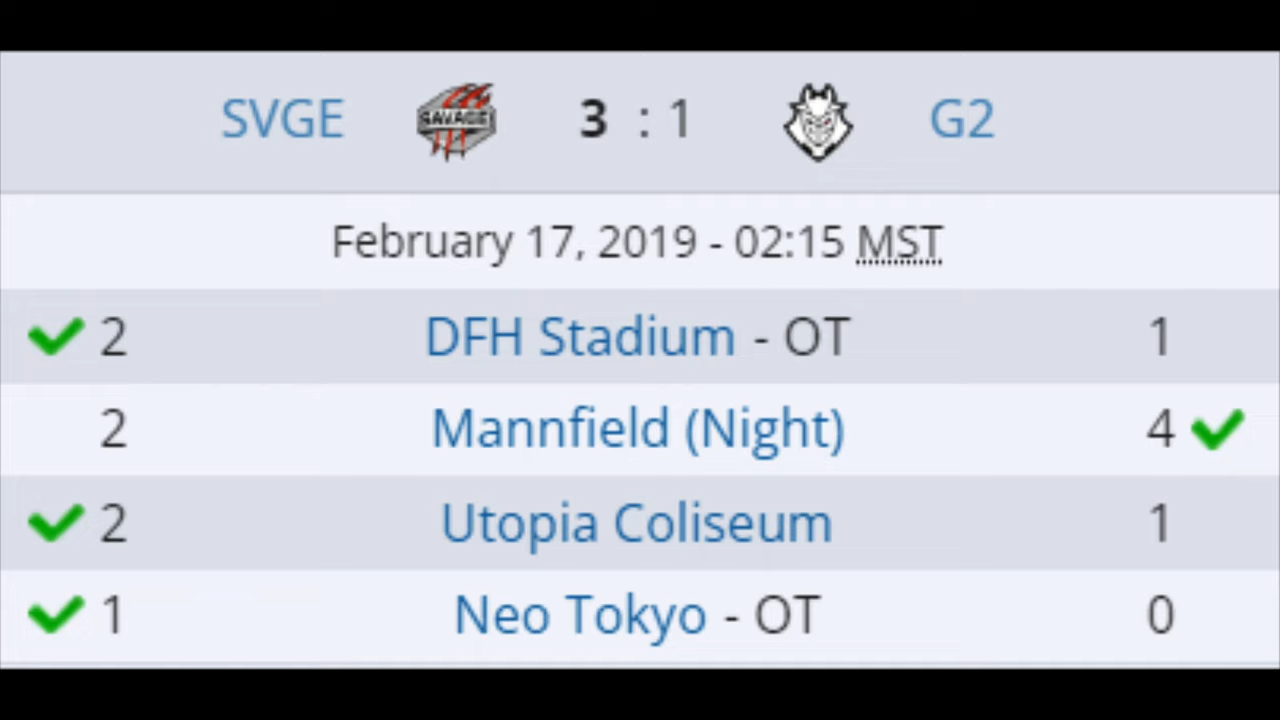 SVGE SAVAGE 3 : 1 G2
February 17, 2019 - 02:15 MST
2 DFH Stadium - OT 1
2 Mannfield (Night) 4
2 Utopia Coliseum 1
1 Neo Tokyo - OT 0